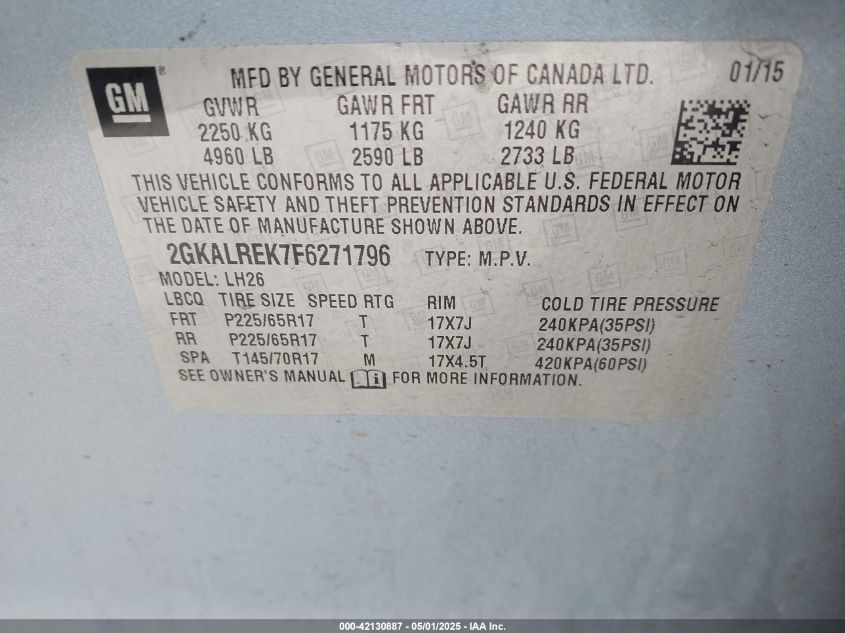 GM ®
MFD BY GENERAL MOTORS OF CANADA LTD. 01/15
GVWR GAWR FRT GAWR RR
2250 KG 1175 KG 1240 KG
4960 LB 2590 LB 2733 LB
THIS VEHICLE CONFORMS TO ALL APPLICABLE U.S. FEDERAL MOTOR
VEHICLE SAFETY AND THEFT PREVENTION STANDARDS IN EFFECT ON
THE DATE OF MANUFACTURE SHOWN ABOVE.
2GKALREK7F6271796 TYPE: M.P.V.
MODEL: LH26
LBCQ TIRE SIZE SPEED RTG RIM COLD TIRE PRESSURE
FRT P225/65R17 T 17X7J 240KPA(35PSI)
RR P225/65R17 T 17X7J 240KPA(35PSI)
SPA T145/70R17 M 17X4.5T 420KPA(60PSI)
SEE OWNER'S MANUAL FOR MORE INFORMATION.
000-42130887 - 05/01/2025 - IAA Inc.